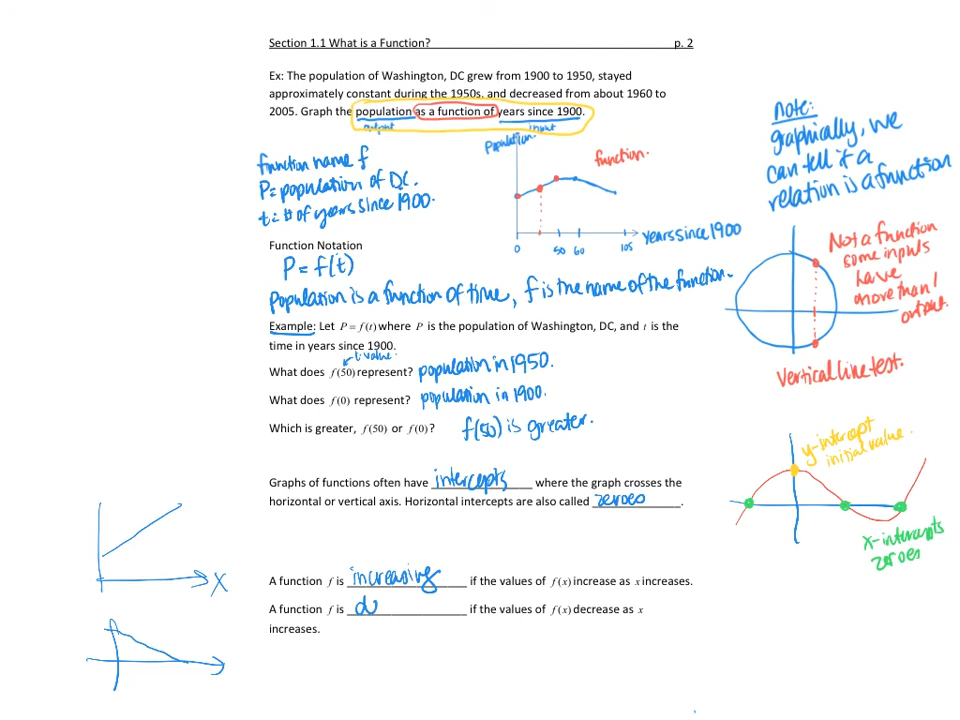 Section 1.1 What is a Function? p. 2
Ex: The population of Washington, DC grew from 1900 to 1950, stayed
approximately constant during the 1950s, and decreased from about 1960 to
2005. Graph the population as a function of years since 1900.
output input
function name f
P= population of DC.
t= # of years since 1900.
Population
function.
0 50 60 105 years since 1900
note:
graphically, we
can tell if a
relation is a function
Function Notation
P = f(t)
Population is a function of time, f is the name of the function.
Not a function
some inputs
have
more than 1
output.
Vertical line test.
Example: Let P = f(t) where P is the population of Washington, DC, and t is the
time in years since 1900.
t-value.
What does f(50) represent? population in 1950.
What does f(0) represent? population in 1900.
Which is greater, f(50) or f(0)? f(50) is greater.
y-intercept
initial value.
x-intercepts
zeroes
Graphs of functions often have intercepts where the graph crosses the
horizontal or vertical axis. Horizontal intercepts are also called zeroes.
x
A function f is increasing if the values of f(x) increase as x increases.
A function f is de if the values of f(x) decrease as x
increases.